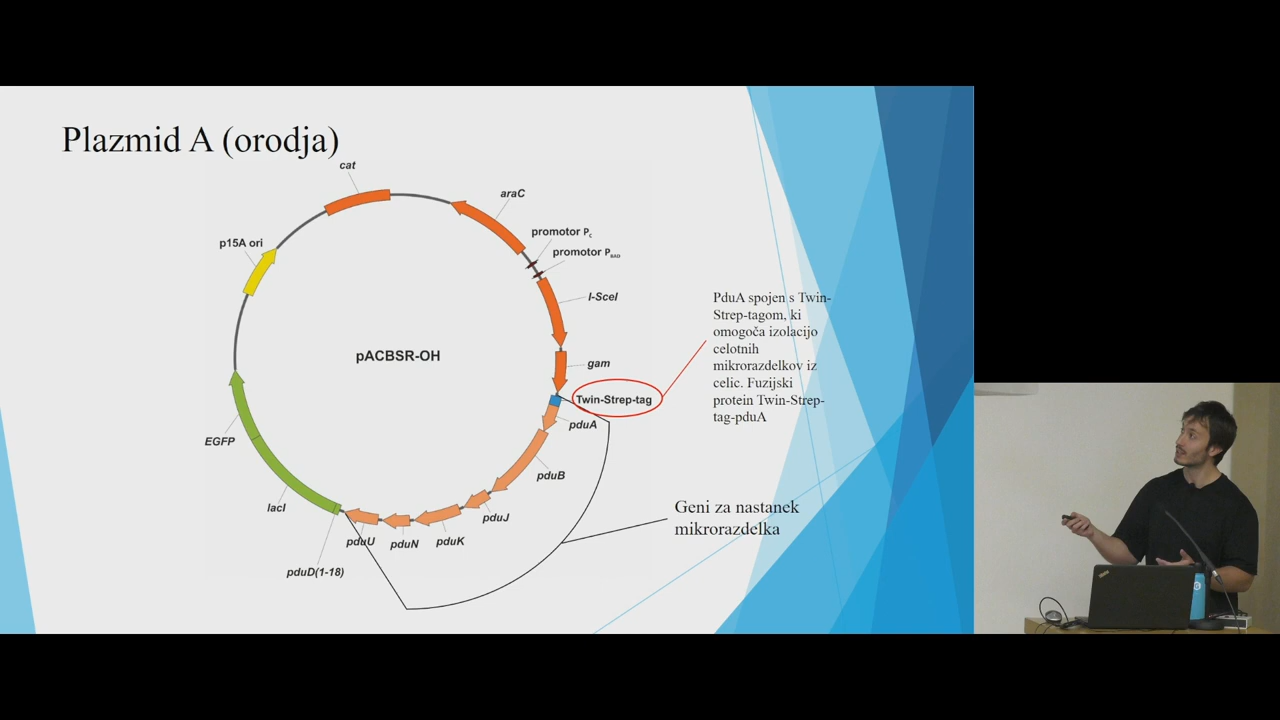 Plazmid A (orodja)
cat
araC
promotor PC
promotor PBAD
p15A ori
I-SceI
pACBSR-OH
gam
Twin-Strep-tag
pduA
EGFP
pduB
lacI
pduJ
pduK
pduN
pduU
pduD(1-18)
PduA spojen s Twin-
Strep-tagom, ki
omogoča izolacijo
celotnih
mikrorazdelkov iz
celic. Fuzijski
protein Twin-Strep-
tag-pduA
Geni za nastanek
mikrorazdelka